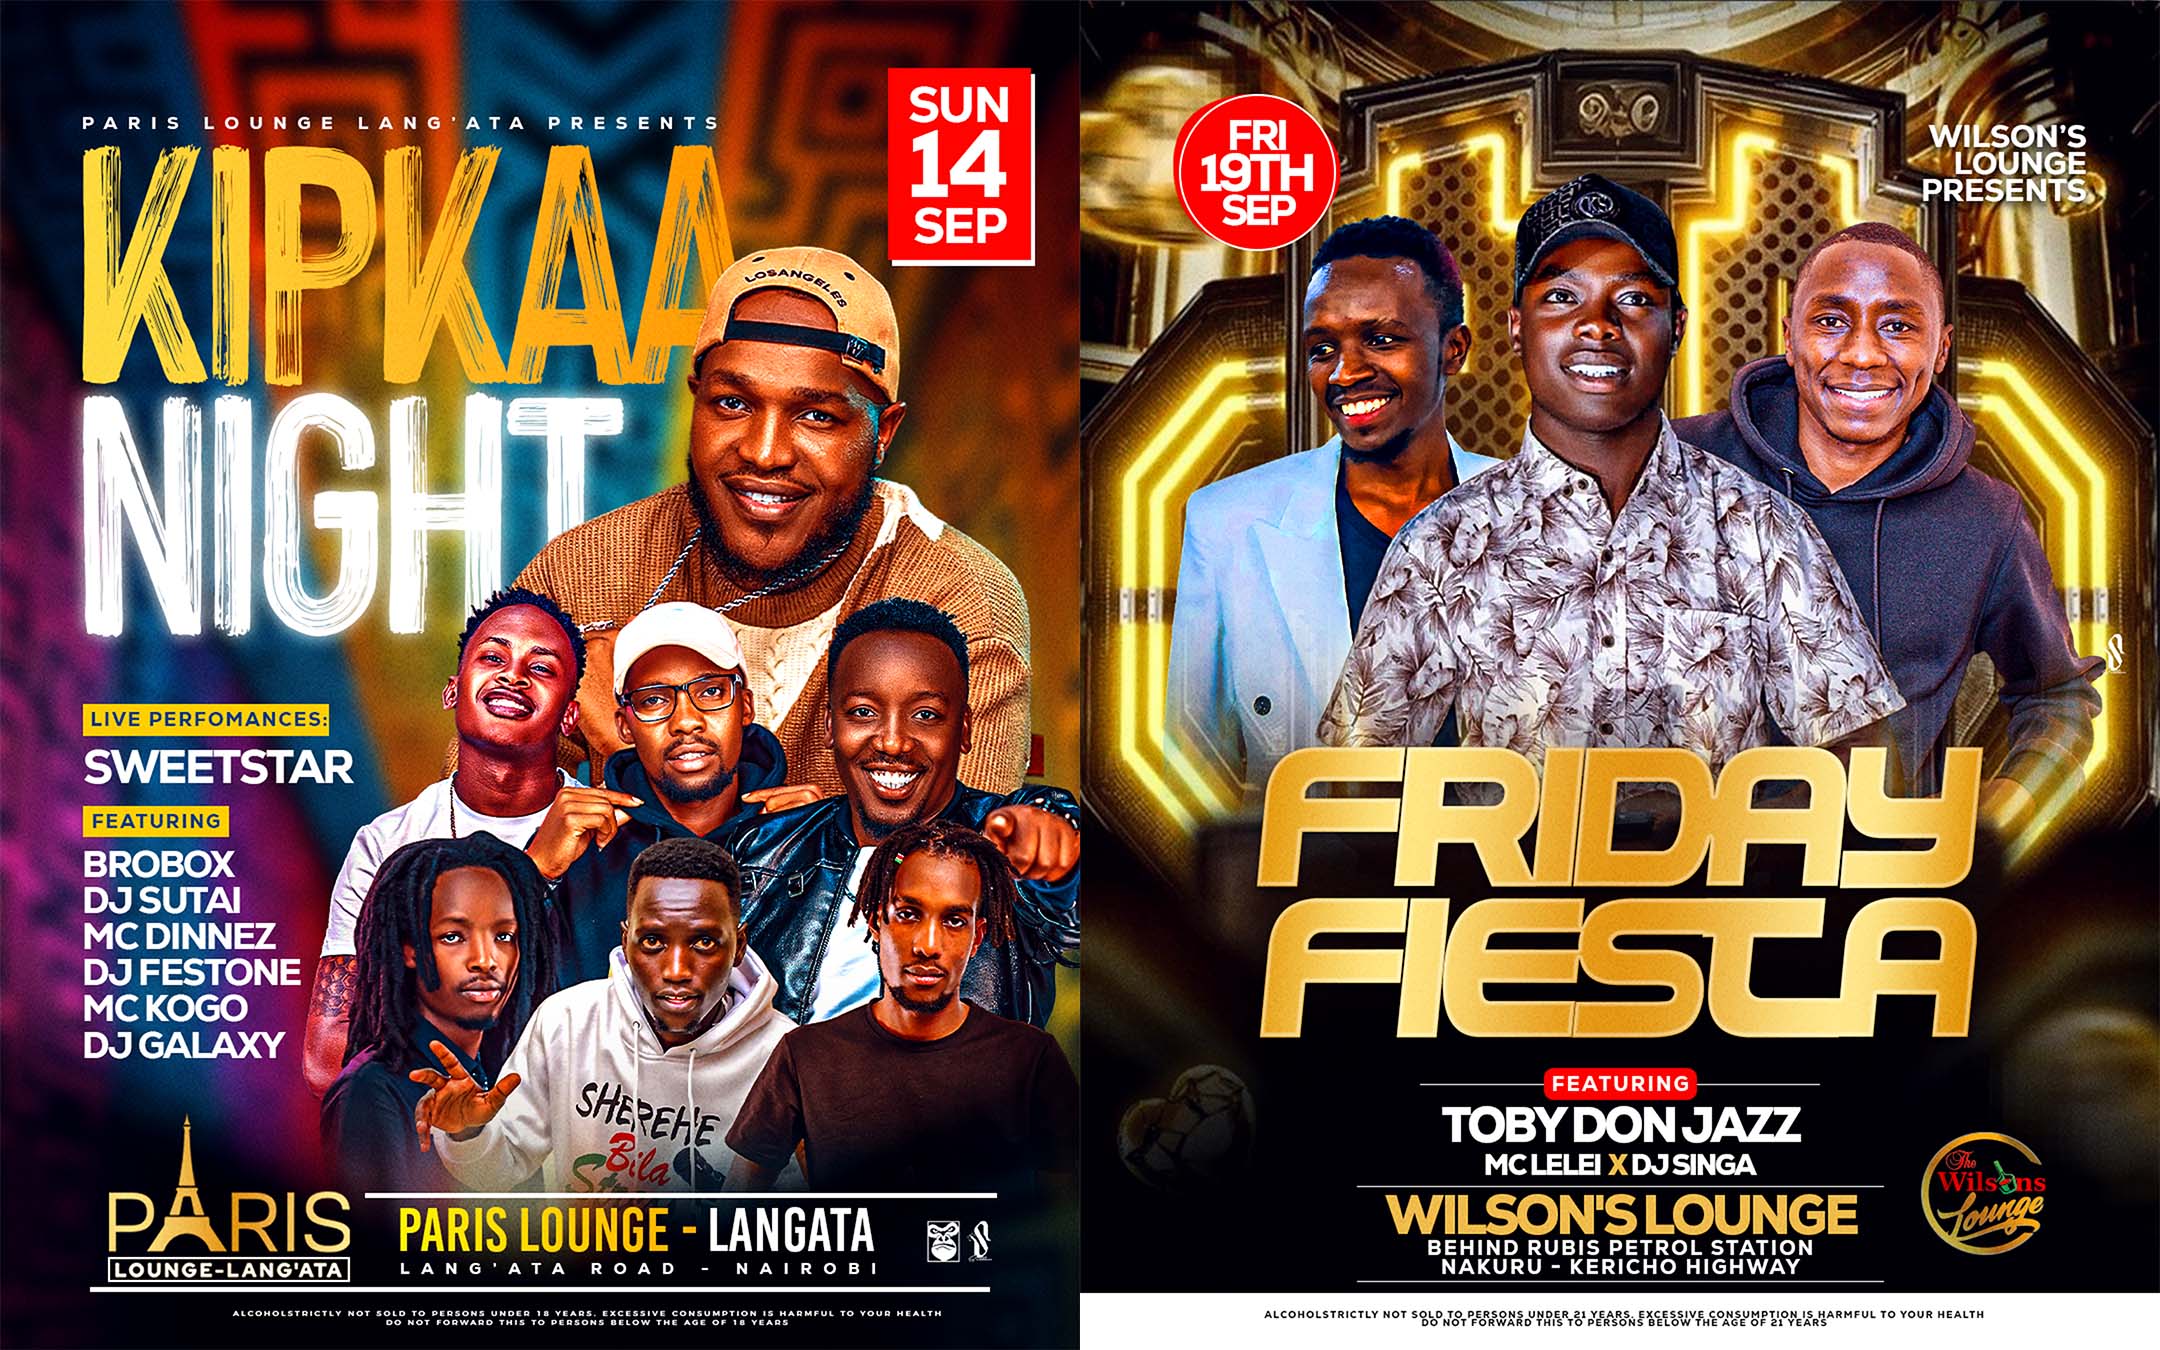 PARIS LOUNGE LANG'ATA PRESENTS
KIPKAA
NIGHT
SUN
14
SEP
LOSANGELES
LIVE PERFOMANCES:
SWEETSTAR
FEATURING
BROBOX
DJ SUTAI
MC DINNEZ
DJ FESTONE
MC KOGO
DJ GALAXY
SHEREHE
Bila
PARIS
LOUNGE-LANG'ATA
PARIS LOUNGE - LANGATA
LANG'ATA ROAD - NAIROBI
ALCOHOLSTRICTLY NOT SOLD TO PERSONS UNDER 18 YEARS. EXCESSIVE CONSUMPTION IS HARMFUL TO YOUR HEALTH
DO NOT FORWARD THIS TO PERSONS BELOW THE AGE OF 18 YEARS
FRI
19TH
SEP
WILSON'S
LOUNGE
PRESENTS
FRIDAY
FIESTA
FEATURING
TOBY DON JAZZ
MC LELEI X DJ SINGA
WILSON'S LOUNGE
BEHIND RUBIS PETROL STATION
NAKURU - KERICHO HIGHWAY
The
Wilsons
Lounge
ALCOHOLSTRICTLY NOT SOLD TO PERSONS UNDER 21 YEARS. EXCESSIVE CONSUMPTION IS HARMFUL TO YOUR HEALTH
DO NOT FORWARD THIS TO PERSONS BELOW THE AGE OF 21 YEARS